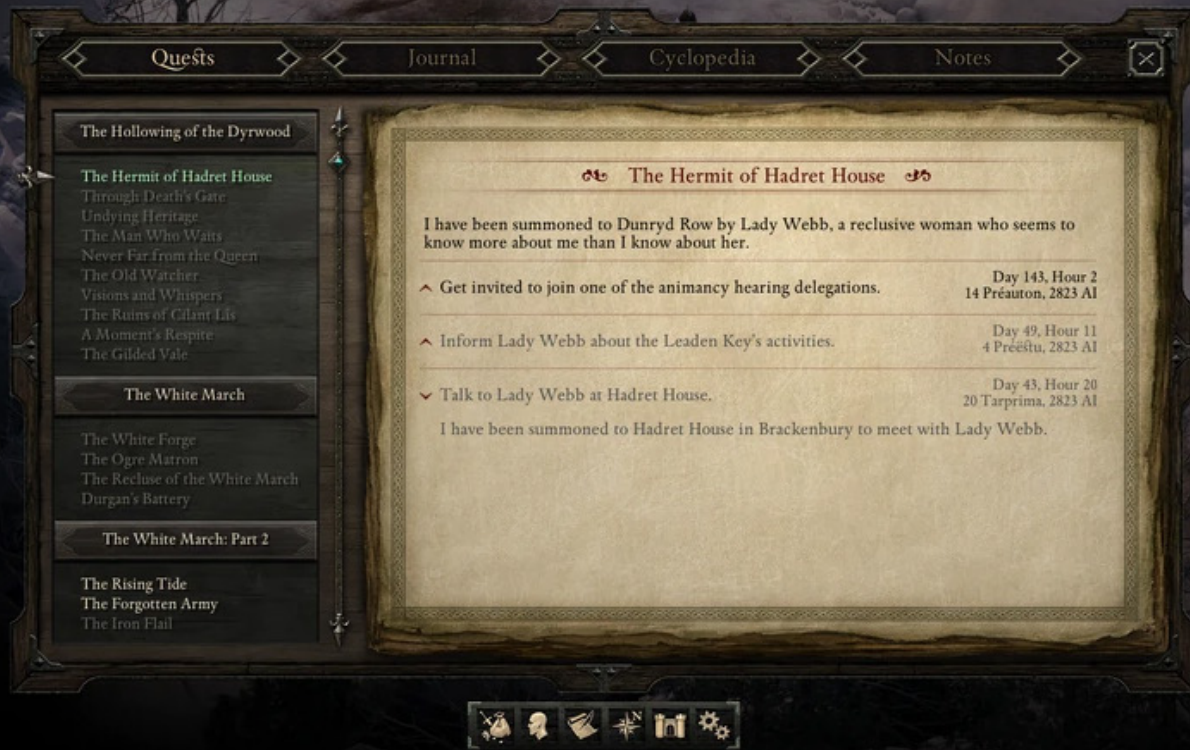 Quests
Journal
Cyclopedia
Notes
The Hollowing of the Dyrwood
The Hermit of Hadret House
Through Death's Gate
Undying Heritage
The Man Who Waits
Never Far from the Queen
The Old Watcher
Visions and Whispers
The Ruins of Cilant Lîs
A Moment's Respite
The Gilded Vale
The White March
The White Forge
The Ogre Matron
The Recluse of the White March
Durgan's Battery
The White March: Part 2
The Rising Tide
The Forgotten Army
The Iron Flail
The Hermit of Hadret House
I have been summoned to Dunryd Row by Lady Webb, a reclusive woman who seems to
know more about me than I know about her.
Get invited to join one of the animancy hearing delegations.
Day 143, Hour 2
14 Préauton, 2823 AI
Inform Lady Webb about the Leaden Key's activities.
Day 49, Hour 11
4 2823 AI
Talk to Lady Webb at Hadret House.
Day 43, Hour 20
20 Tarprima, 2823 AI
I have been summoned to Hadret House in Brackenbury to meet with Lady Webb.
N